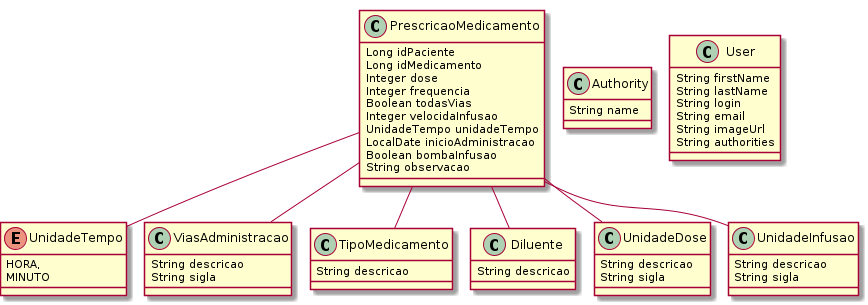 C PrescricaoMedicamento
Long idPaciente
Long idMedicamento
Integer dose
Integer frequencia
Boolean todasVias
Integer velocidaInfusao
UnidadeTempo unidadeTempo
LocalDate inicioAdministracao
Boolean bombaInfusao
String observacao
C Authority
String name
C User
String firstName
String lastName
String login
String email
String imageUrl
String authorities
E UnidadeTempo
HORA,
MINUTO
C ViasAdministracao
String descricao
String sigla
C TipoMedicamento
String descricao
C Diluente
String descricao
C UnidadeDose
String descricao
String sigla
C UnidadeInfusao
String descricao
String sigla